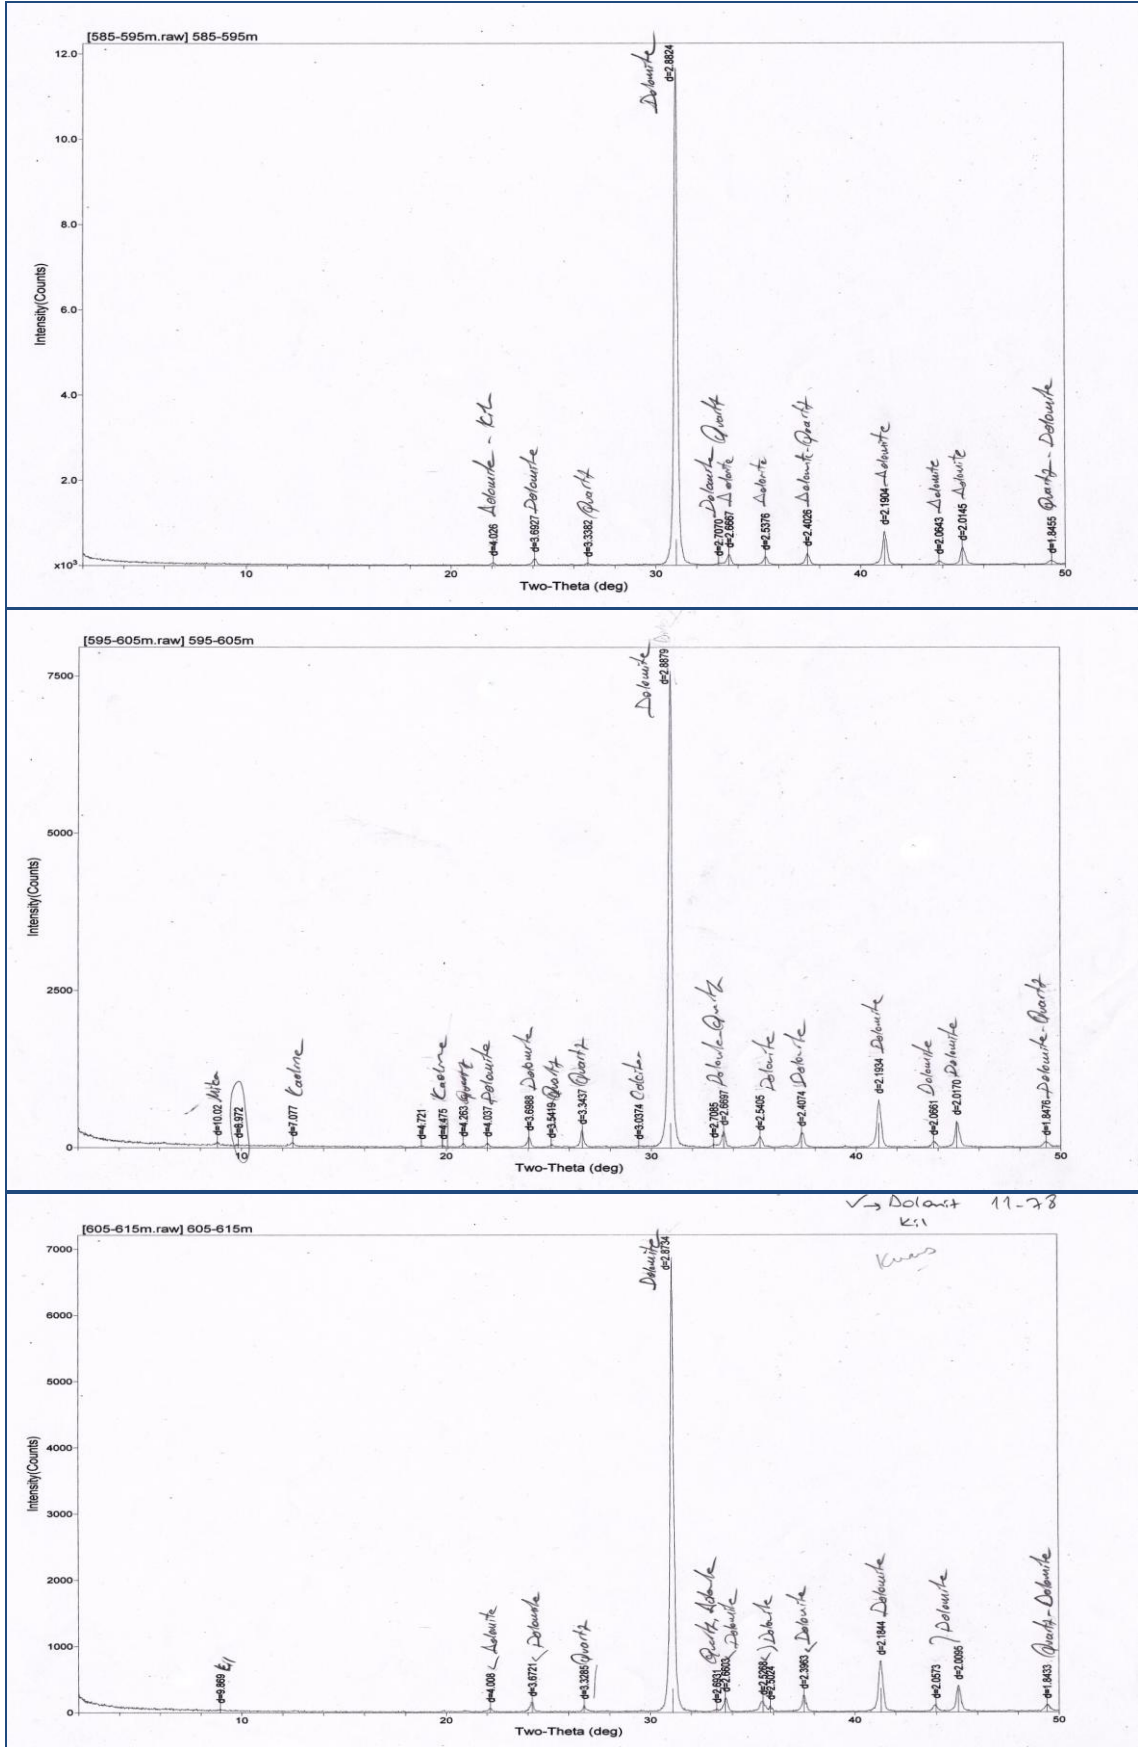 [585-595m.raw] 585-595m
12.0
10.0
8.0
6.0
4.0
2.0
x10³
Intensity(Counts)
d=4.026 Dolomite - Kil
d=3.6927 Dolomite
d=3.3382 Quartz
Dolomite d=2.8824
d=2.7070 Dolomite Quartz
d=2.6667 Dolomite
d=2.5376 Dolomite
d=2.4026 Dolomite-Quartz
d=2.1904 Dolomite
d=2.0643 Dolomite
d=2.0145 Dolomite
d=1.8455 Quartz - Dolomite
20 30 40 50
Two-Theta (deg)
[595-605m.raw] 595-605m
7500
5000
2500
0
Intensity(Counts)
d=10.02 Mika
d=8.972
d=7.077 Kaoline
d=4.721
d=4.475 Kaoline
d=4.263 Quartz
d=4.037 Dolomite
d=3.6988 Dolomite
d=3.5419 Quartz
d=3.3437 Quartz
d=3.0374
Dolomite d=2.8879
d=2.7085
d=2.6697 Dolomite-Quartz
d=2.5405 Dolomite
d=2.4074 Dolomite
d=2.1934 Dolomite
d=2.0661 Dolomite
d=2.0170 Dolomite
d=1.8476 Dolomite-Quartz
10 20 30 40 50
Two-Theta (deg)
√→ Dolomit 11-78
Kil
[605-615m.raw] 605-615m
7000
6000
5000
4000
3000
2000
1000
0
Intensity(Counts)
d=9.869
d=4.008 Dolomite
d=3.6721 Dolomite
d=3.3265 Quartz
Dolomite d=2.8734
d=2.6931 Quartz, Dolomite
d=2.6603 Dolomite
d=2.5268 Dolomite
d=2.5024
d=2.3963 Dolomite
d=2.1844 Dolomite
d=2.0573 Dolomite
d=2.0095
d=1.8433 Quartz-Dolomite
10 20 30 40 50
Two-Theta (deg)